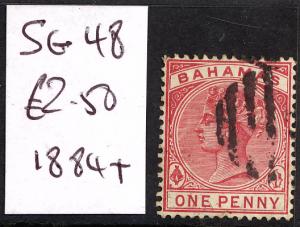 SG 48
£2.50
1884+
BAHAMAS
ONE PENNY